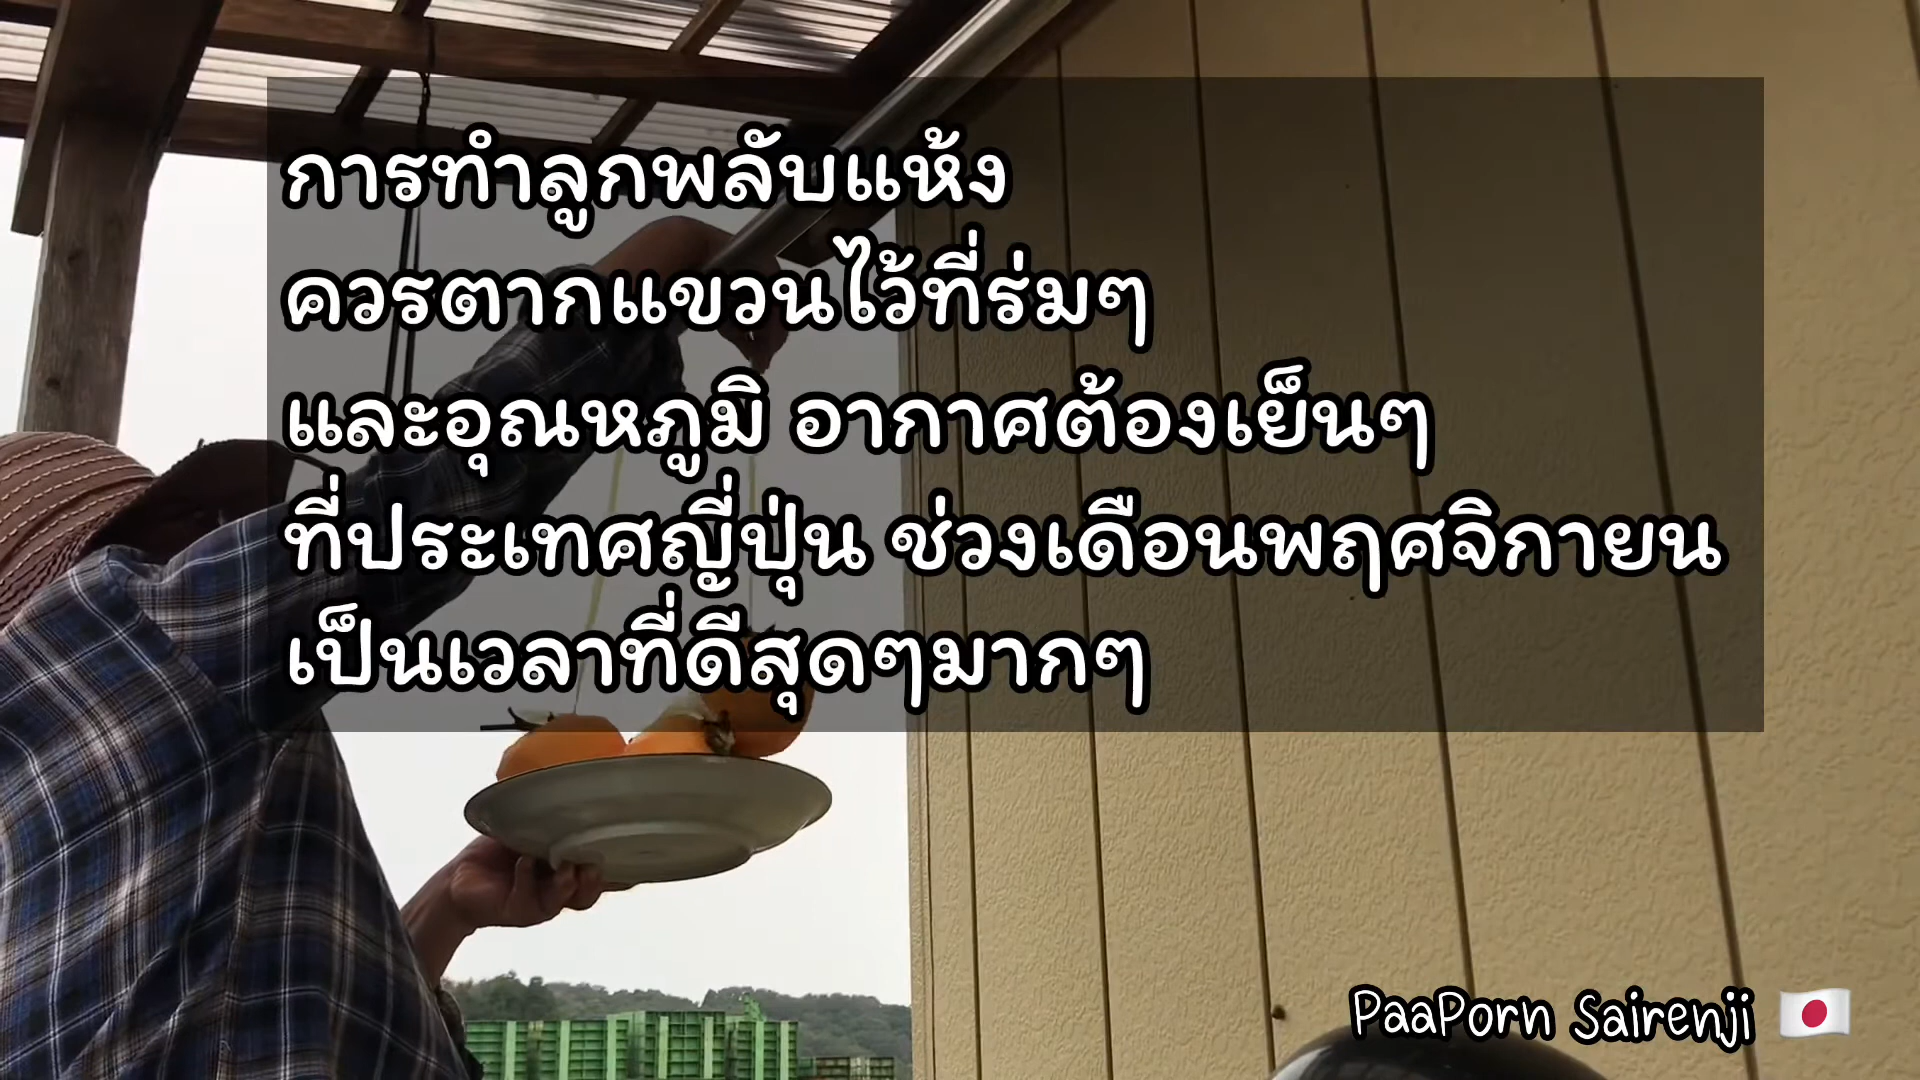 การทำลูกพลับแห้ง
ควรตากแขวนไว้ที่ร่มๆ
และอุณหภูมิ อากาศต้องเย็นๆ
ที่ประเทศญี่ปุ่น ช่วงเดือนพฤศจิกายน
เป็นเวลาที่ดีสุดๆมากๆ
PaaPorn Sairenji 🇯🇵